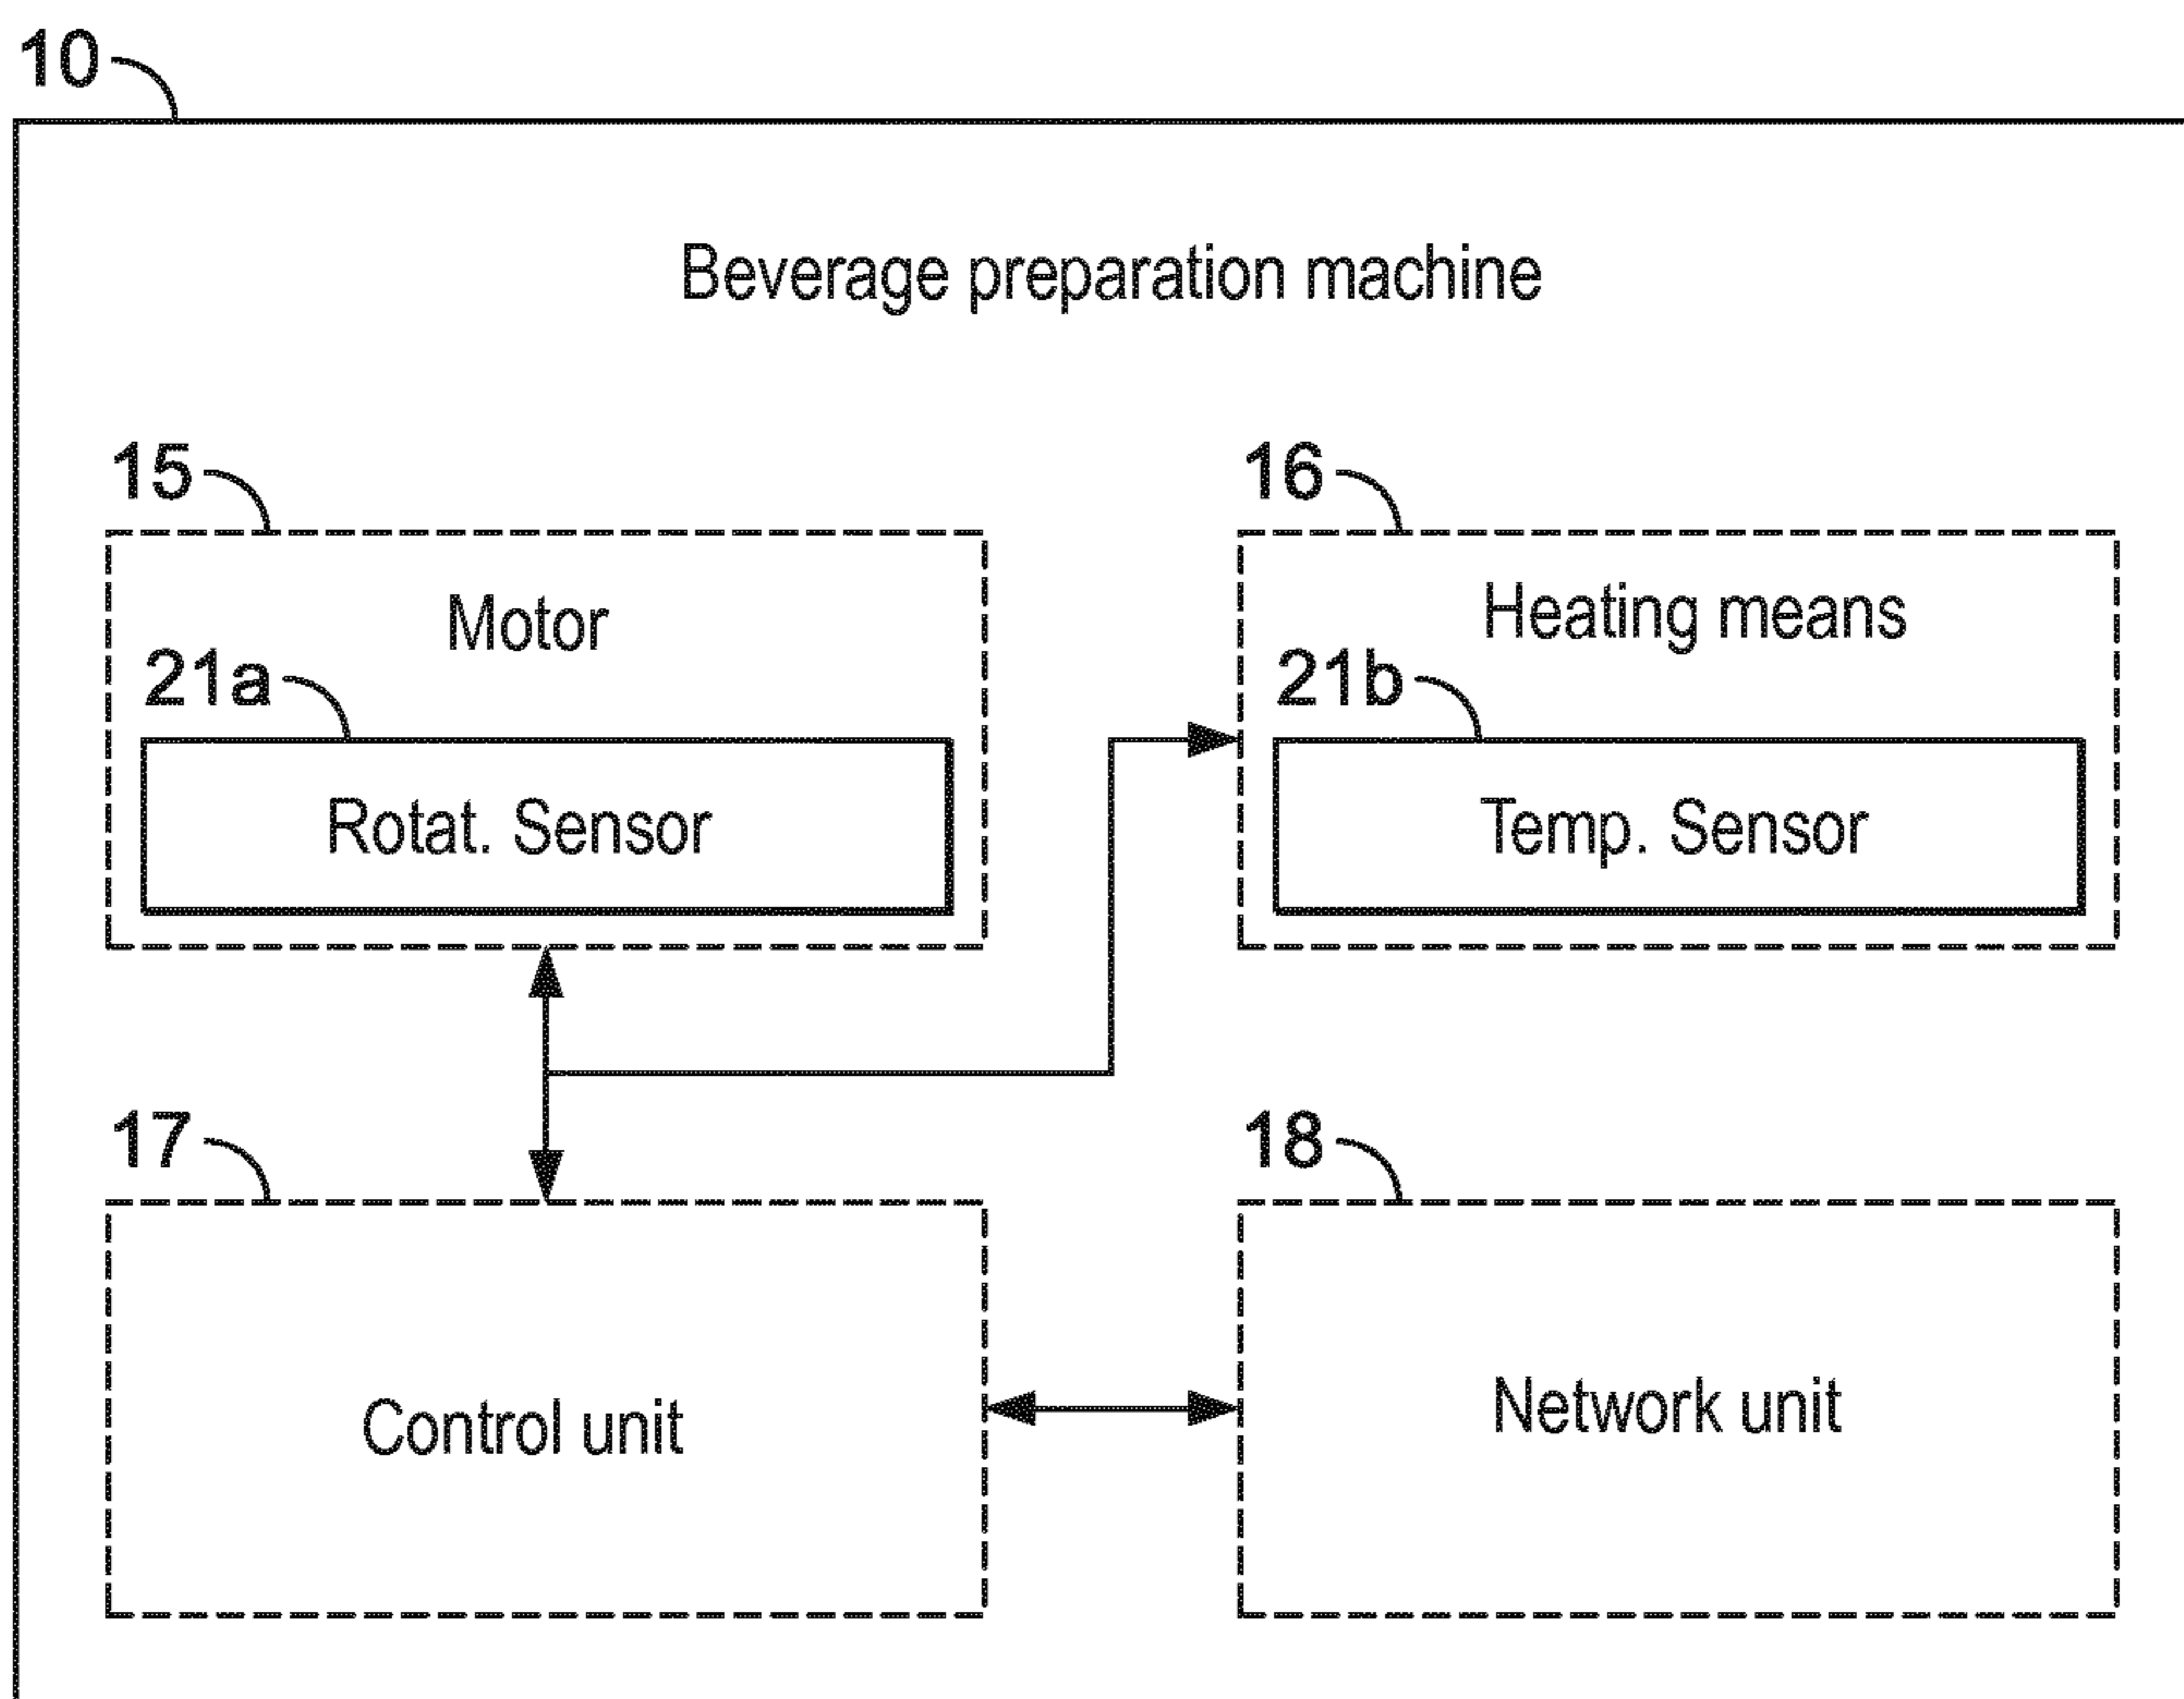 10
Beverage preparation machine
15
16
Motor
Heating means
21a
21b
Rotat. Sensor
Temp. Sensor
17
18
Control unit
Network unit